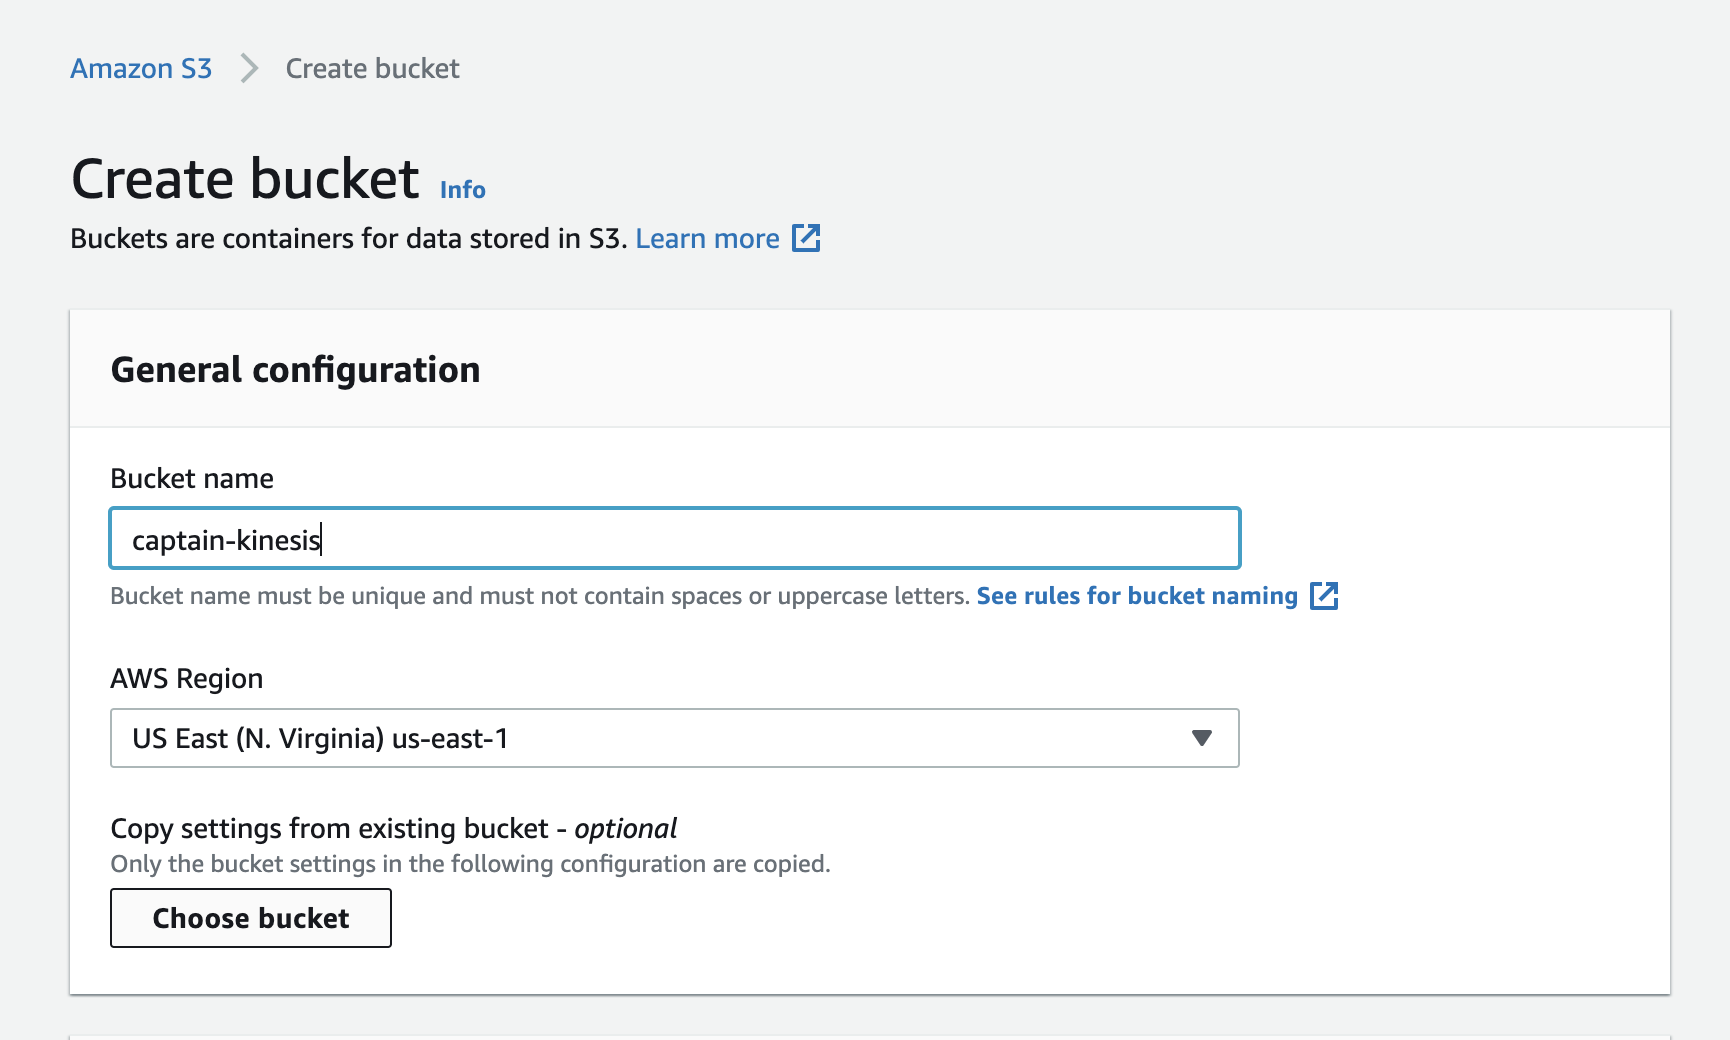 Amazon S3 > Create bucket
Create bucket Info
Buckets are containers for data stored in S3. Learn more
General configuration
Bucket name
captain-kinesis
Bucket name must be unique and must not contain spaces or uppercase letters. See rules for bucket naming
AWS Region
US East (N. Virginia) us-east-1
Copy settings from existing bucket - optional
Only the bucket settings in the following configuration are copied.
Choose bucket